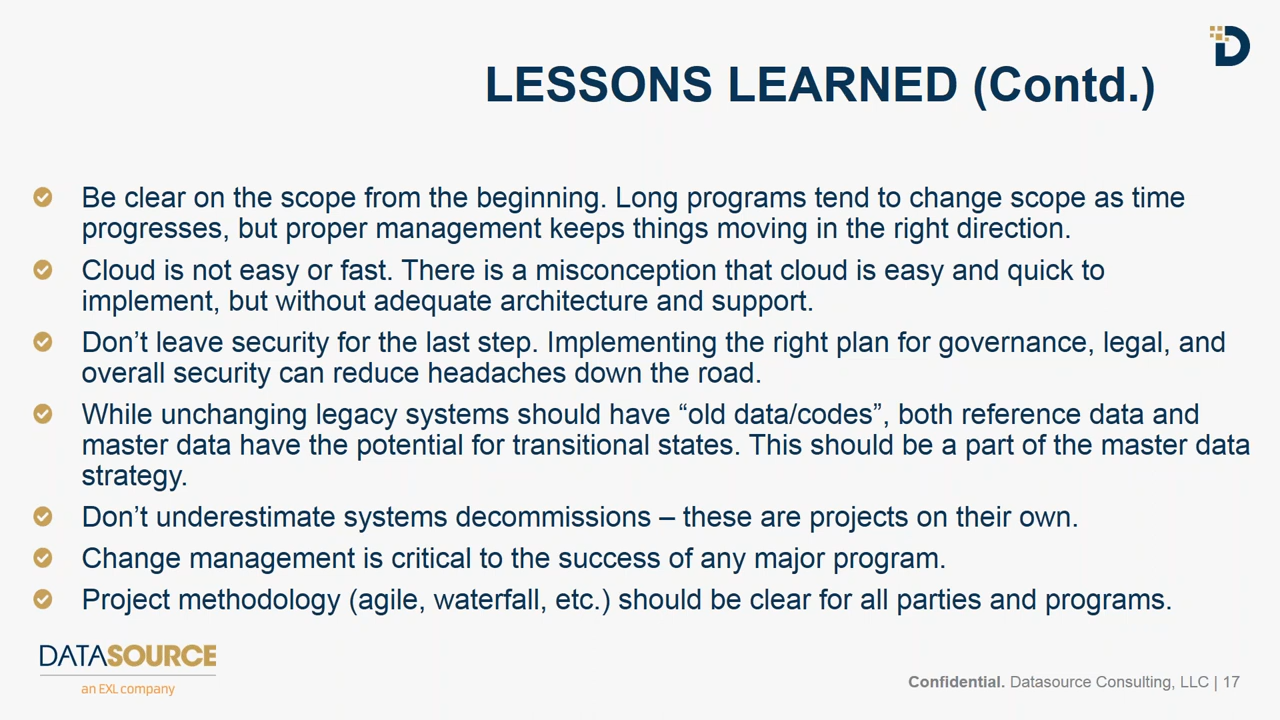 LESSONS LEARNED (Contd.)
Be clear on the scope from the beginning. Long programs tend to change scope as time
progresses, but proper management keeps things moving in the right direction.
Cloud is not easy or fast. There is a misconception that cloud is easy and quick to
implement, but without adequate architecture and support.
Don’t leave security for the last step. Implementing the right plan for governance, legal, and
overall security can reduce headaches down the road.
While unchanging legacy systems should have “old data/codes”, both reference data and
master data have the potential for transitional states. This should be a part of the master data
strategy.
Don’t underestimate systems decommissions – these are projects on their own.
Change management is critical to the success of any major program.
Project methodology (agile, waterfall, etc.) should be clear for all parties and programs.
DATASOURCE
an EXL company
Confidential. Datasource Consulting, LLC | 17